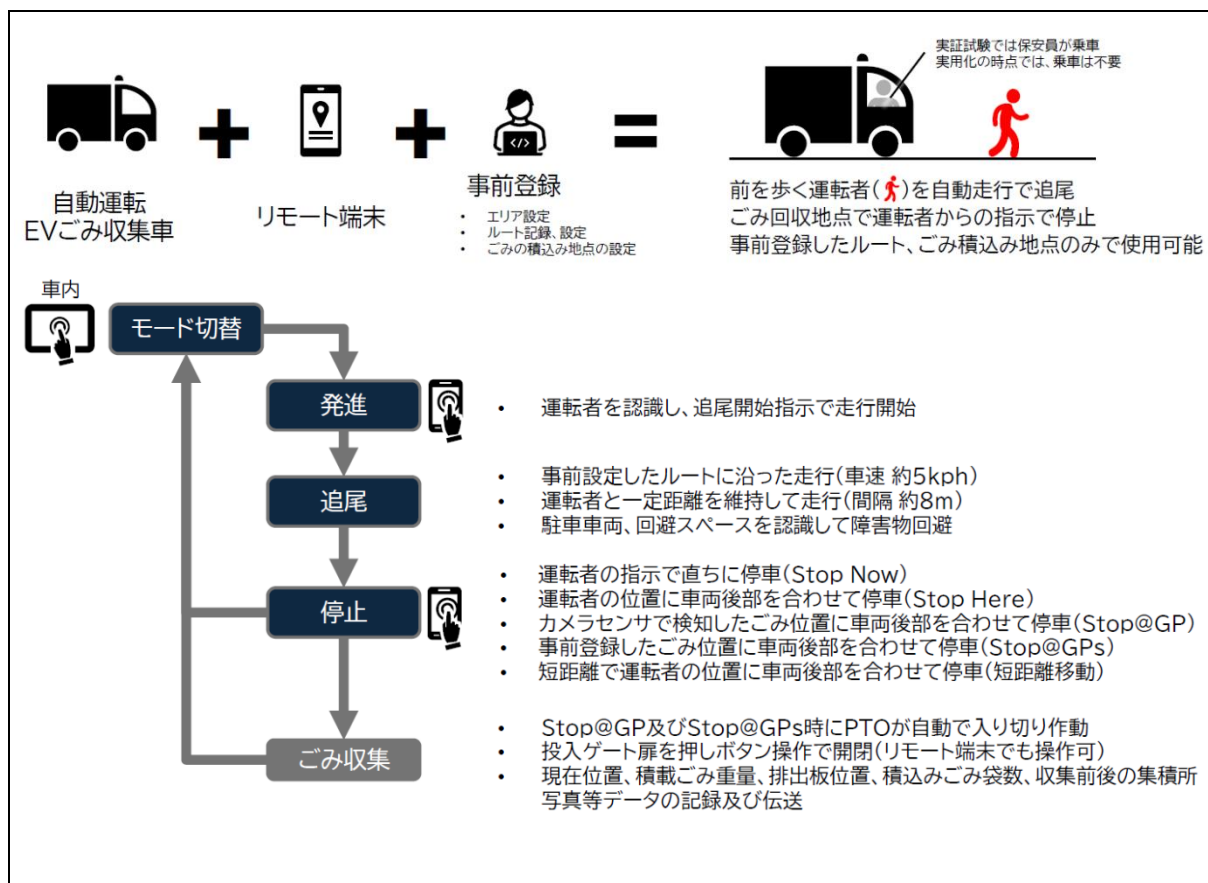 実証試験では保安員が乗車
実用化の時点では、乗車は不要
自動運転
EVごみ収集車
リモート端末
</>
事前登録
• エリア設定
• ルート記録、設定
• ごみの積込み地点の設定
前を歩く運転者( )を自動走行で追尾
ごみ回収地点で運転者からの指示で停止
事前登録したルート、ごみ積込み地点のみで使用可能
車内
モード切替
発進
• 運転者を認識し、追尾開始指示で走行開始
追尾
• 事前設定したルートに沿った走行(車速 約5kph)
• 運転者と一定距離を維持して走行(間隔 約8m)
• 駐車車両、回避スペースを認識して障害物回避
停止
• 運転者の指示で直ちに停車(Stop Now)
• 運転者の位置に車両後部を合わせて停車(Stop Here)
• カメラセンサで検知したごみ位置に車両後部を合わせて停車(Stop@GP)
• 事前登録したごみ位置に車両後部を合わせて停車(Stop@GPs)
• 短距離で運転者の位置に車両後部を合わせて停車(短距離移動)
ごみ収集
• Stop@GP及びStop@GPs時にPTOが自動で入り切り作動
• 投入ゲート扉を押しボタン操作で開閉(リモート端末でも操作可)
• 現在位置、積載ごみ重量、排出板位置、積込みごみ袋数、収集前後の集積所
写真等データの記録及び伝送